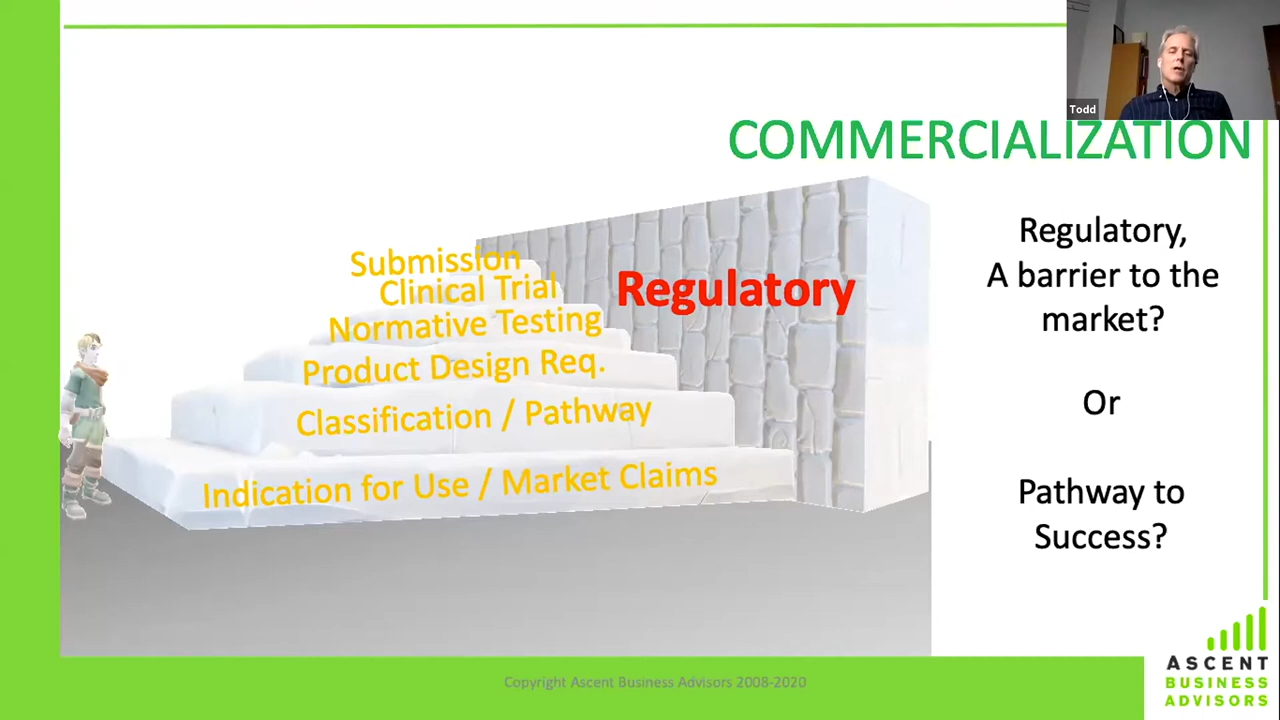 Todd
COMMERCIALIZATION
Submission
Clinical Trial
Normative Testing
Product Design Req.
Classification / Pathway
Indication for Use / Market Claims
Regulatory
Regulatory,
A barrier to the
market?
Or
Pathway to
Success?
Copyright Ascent Business Advisors 2008-2020
ASCENT
BUSINESS
ADVISORS